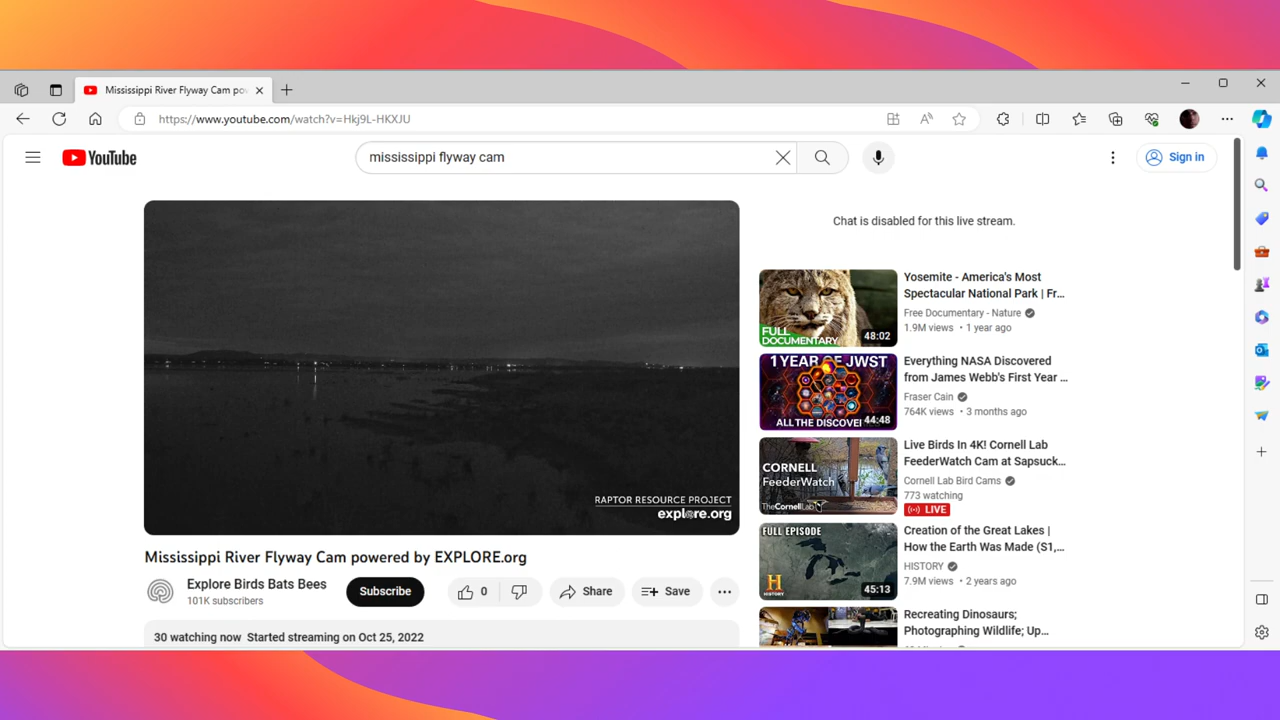 Mississippi River Flyway Cam pow
https://www.youtube.com/watch?v=Hkj9L-HKXJU
YouTube
mississippi flyway cam
Sign in
RAPTOR RESOURCE PROJECT
explore.org
Mississippi River Flyway Cam powered by EXPLORE.org
Explore Birds Bats Bees
101K subscribers
Subscribe
0
Share
Save
30 watching now Started streaming on Oct 25, 2022
Chat is disabled for this live stream.
FULL
DOCUMENTARY
48:02
Yosemite - America's Most
Spectacular National Park | Fr...
Free Documentary - Nature
1.9M views • 1 year ago
1 YEAR OF JWST
ALL THE DISCOVEI
44:48
Everything NASA Discovered
from James Webb's First Year ...
Fraser Cain
764K views • 3 months ago
CORNELL
FeederWatch
TheCornellLab
Live Birds In 4K! Cornell Lab
FeederWatch Cam at Sapsuck...
Cornell Lab Bird Cams
773 watching
LIVE
FULL EPISODE
H
HISTORY
45:13
Creation of the Great Lakes |
How the Earth Was Made (S1,...
HISTORY
7.9M views • 2 years ago
Recreating Dinosaurs;
Photographing Wildlife; Up...